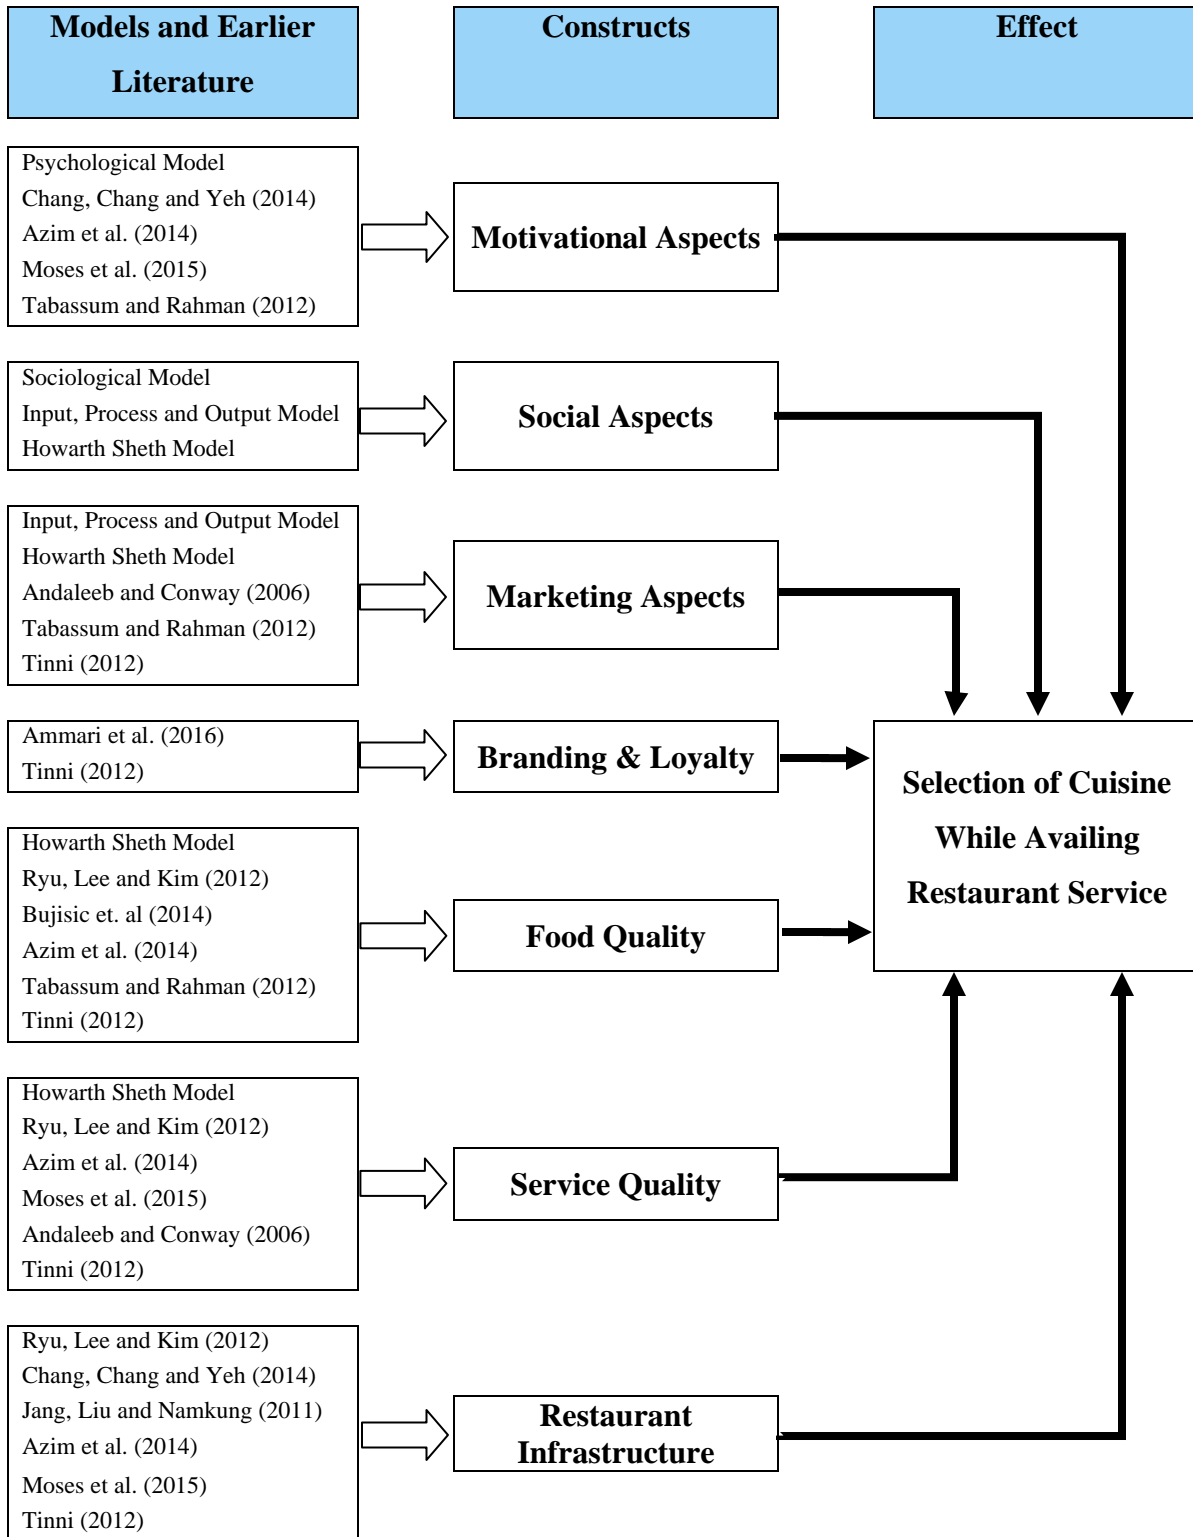 Models and Earlier
Literature
Constructs
Effect
Psychological Model
Chang, Chang and Yeh (2014)
Azim et al. (2014)
Moses et al. (2015)
Tabassum and Rahman (2012)
Motivational Aspects
Sociological Model
Input, Process and Output Model
Howarth Sheth Model
Social Aspects
Input, Process and Output Model
Howarth Sheth Model
Andaleeb and Conway (2006)
Tabassum and Rahman (2012)
Tinni (2012)
Marketing Aspects
Ammari et al. (2016)
Tinni (2012)
Branding & Loyalty
Selection of Cuisine
While Availing
Restaurant Service
Howarth Sheth Model
Ryu, Lee and Kim (2012)
Bujisic et. al (2014)
Azim et al. (2014)
Tabassum and Rahman (2012)
Tinni (2012)
Food Quality
Howarth Sheth Model
Ryu, Lee and Kim (2012)
Azim et al. (2014)
Moses et al. (2015)
Andaleeb and Conway (2006)
Tinni (2012)
Service Quality
Ryu, Lee and Kim (2012)
Chang, Chang and Yeh (2014)
Jang, Liu and Namkung (2011)
Azim et al. (2014)
Moses et al. (2015)
Tinni (2012)
Restaurant
Infrastructure